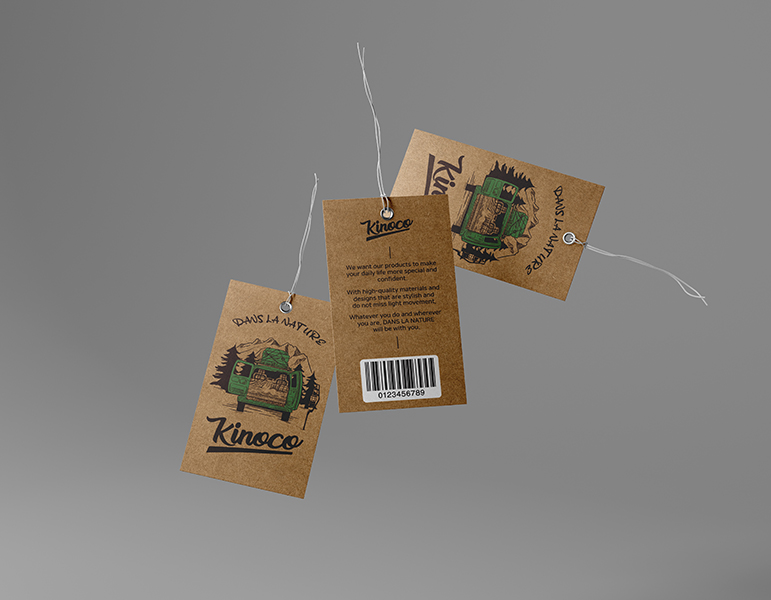 DANS LA NATURE
Kinoco
Kinoco
We want our products to make
your daily life more special and
confident.
With high-quality materials and
designs that are stylish and
do not miss light movement,
Whatever you do and wherever
you are, DANS LA NATURE
will be with you.
0123456789
DANS LA NATURE
Kin